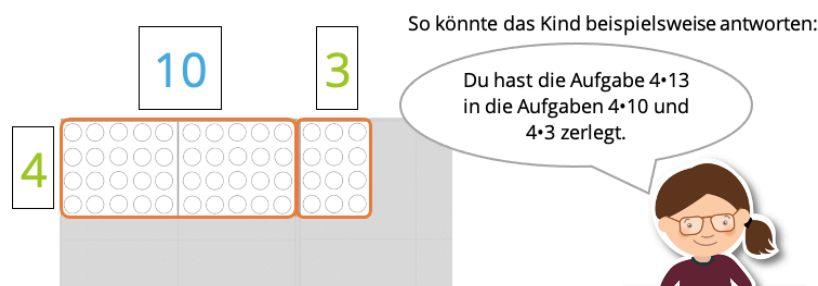 So könnte das Kind beispielsweise antworten:
10
3
Du hast die Aufgabe 4•13
in die Aufgaben 4•10 und
4•3 zerlegt.
4